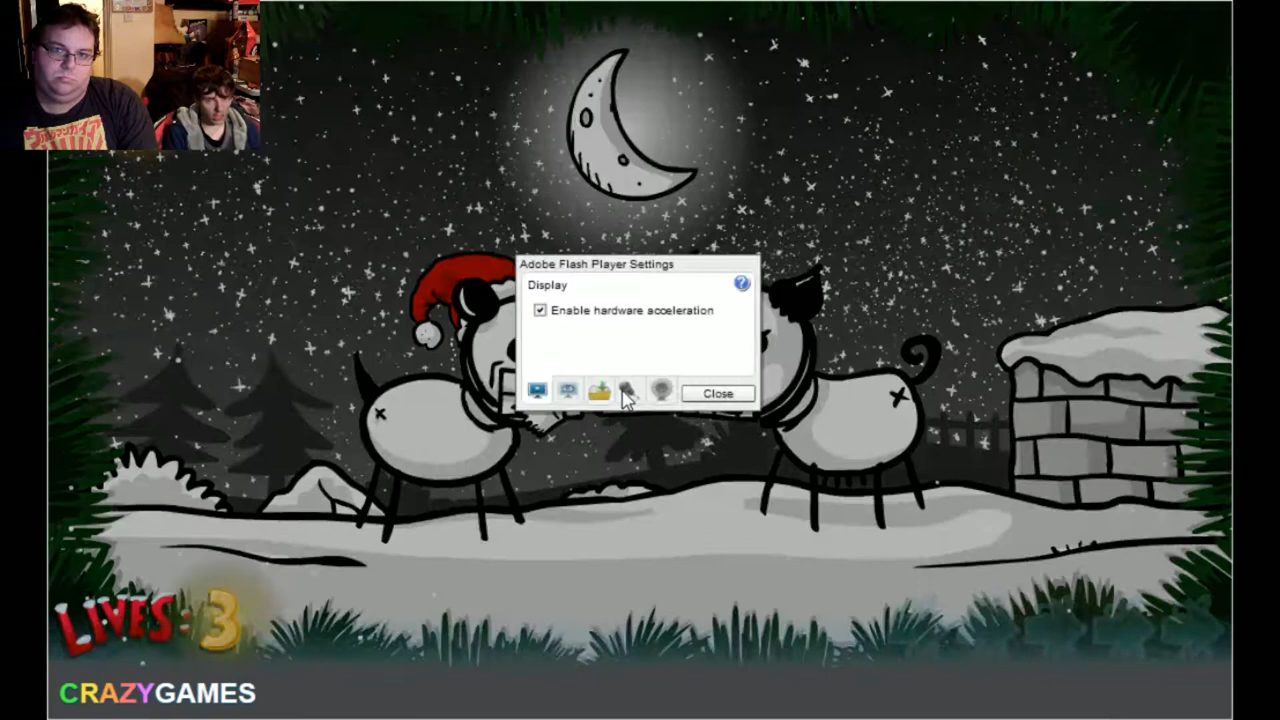 Adobe Flash Player Settings
Display
Enable hardware acceleration
Close
LIVES: 3
CRAZYGAMES